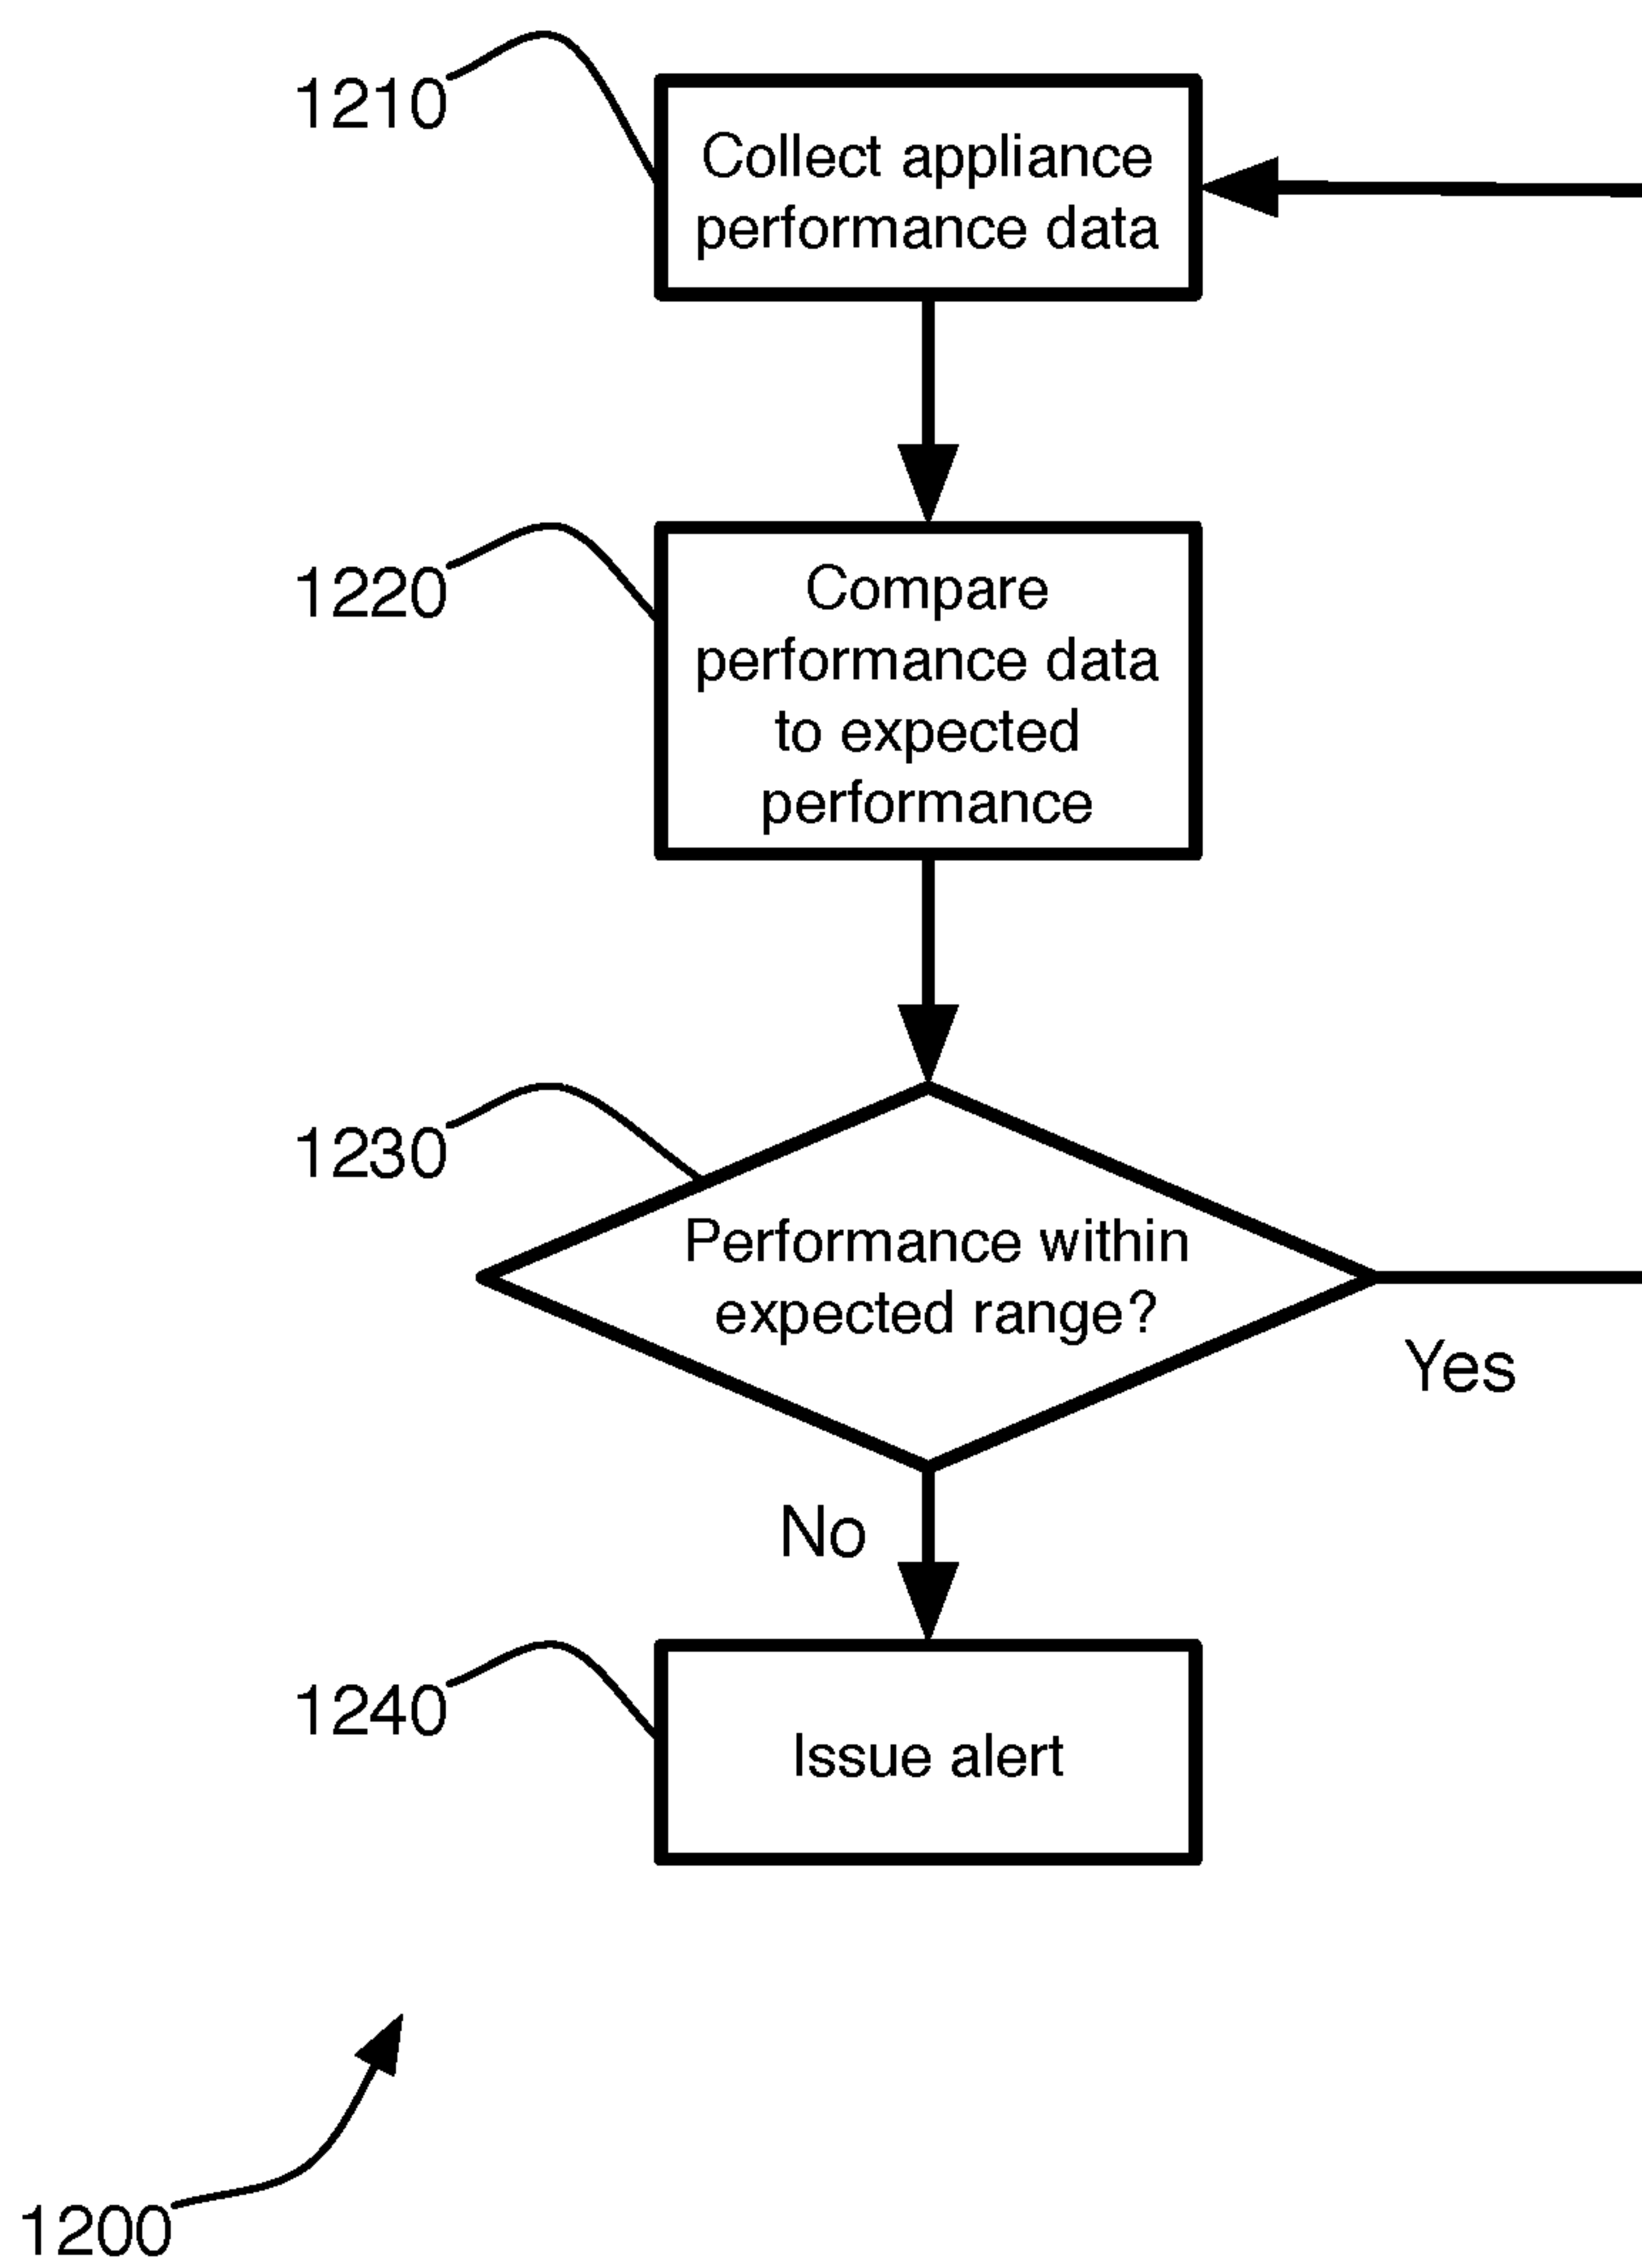 1210
Collect appliance
performance data
1220
Compare
performance data
to expected
performance
1230
Performance within
expected range?
Yes
No
1240
Issue alert
1200